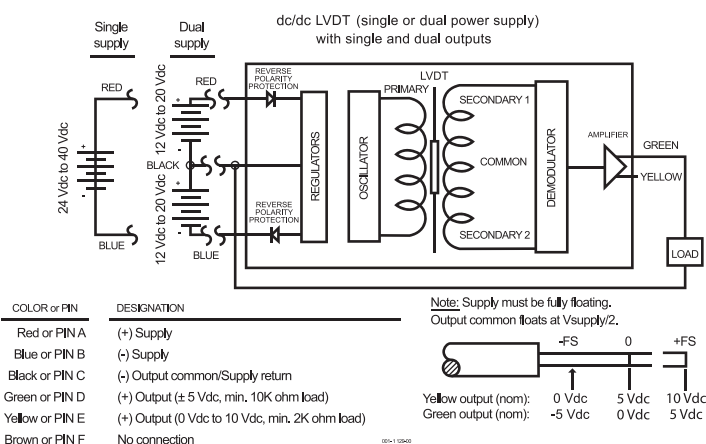 dc/dc LVDT (single or dual power supply)
with single and dual outputs
Single
supply
Dual
supply
RED
RED
24 Vdc to 40 Vdc
12 Vdc to 20 Vdc
12 Vdc to 20 Vdc
+
-
+
-
+
-
BLACK
BLUE
BLUE
REVERSE
POLARITY
PROTECTION
REVERSE
POLARITY
PROTECTION
REGULATORS
OSCILLATOR
PRIMARY
LVDT
SECONDARY 1
COMMON
SECONDARY 2
DEMODULATOR
AMPLIFIER
GREEN
YELLOW
LOAD
COLOR or PIN DESIGNATION
Red or PIN A (+) Supply
Blue or PIN B (-) Supply
Black or PIN C (-) Output common/Supply return
Green or PIN D (+) Output (± 5 Vdc, min. 10K ohm load)
Yellow or PIN E (+) Output (0 Vdc to 10 Vdc, min. 2K ohm load)
Brown or PIN F No connection
Note: Supply must be fully floating.
Output common floats at Vsupply/2.
-FS 0 +FS
Yellow output (nom): 0 Vdc 5 Vdc 10 Vdc
Green output (nom): -5 Vdc 0 Vdc 5 Vdc